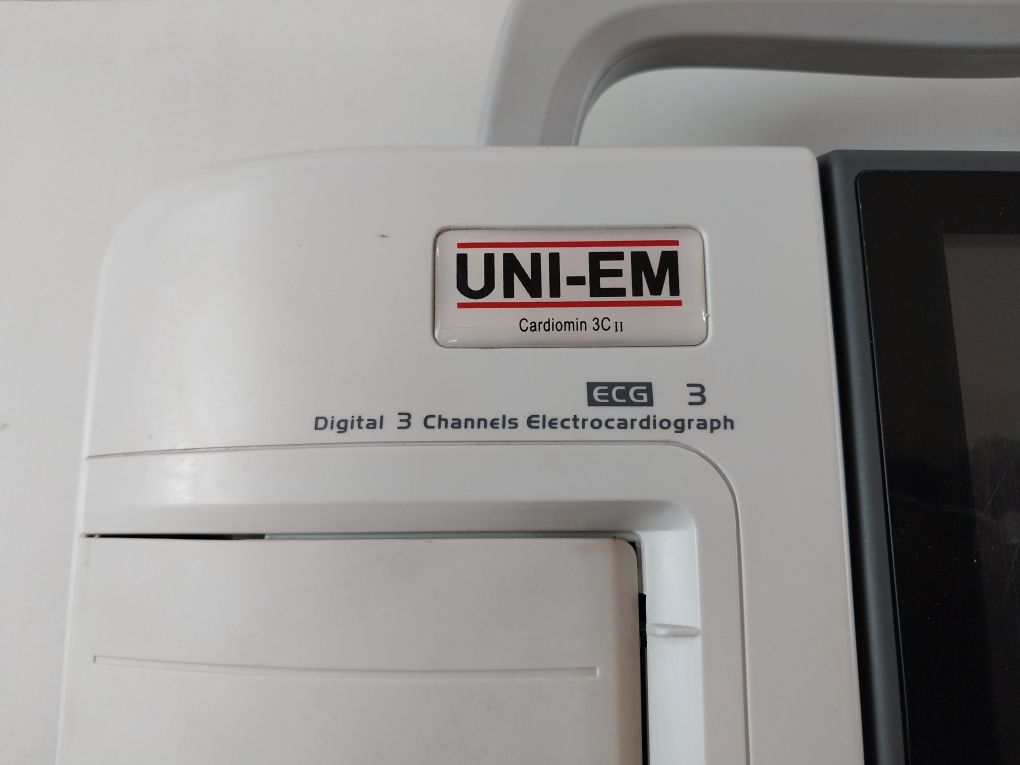 UNI-EM
Cardiomin 3C II
ECG 3
Digital 3 Channels Electrocardiograph